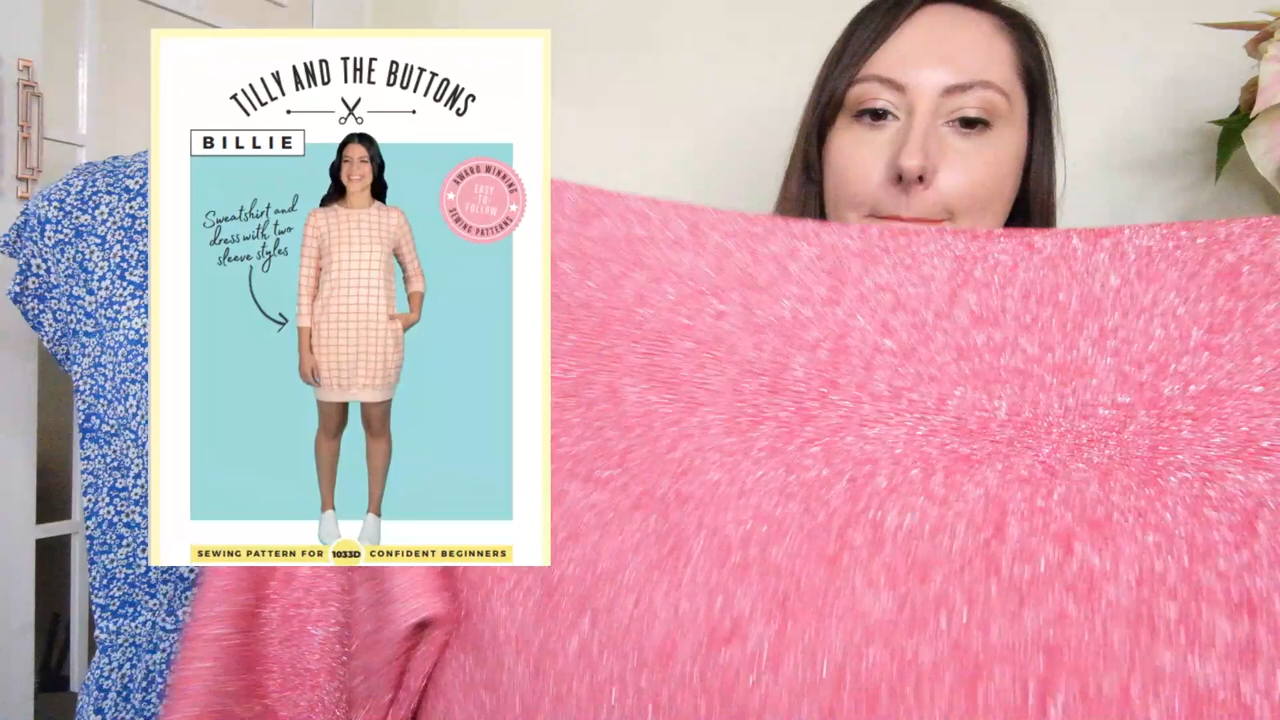 TILLY AND THE BUTTONS
BILLIE
Sweatshirt and
dress with two
sleeve styles
AWARD WINNING
EASY
-TO-
FOLLOW
SEWING PATTERNS
SEWING PATTERN FOR 1033D CONFIDENT BEGINNERS